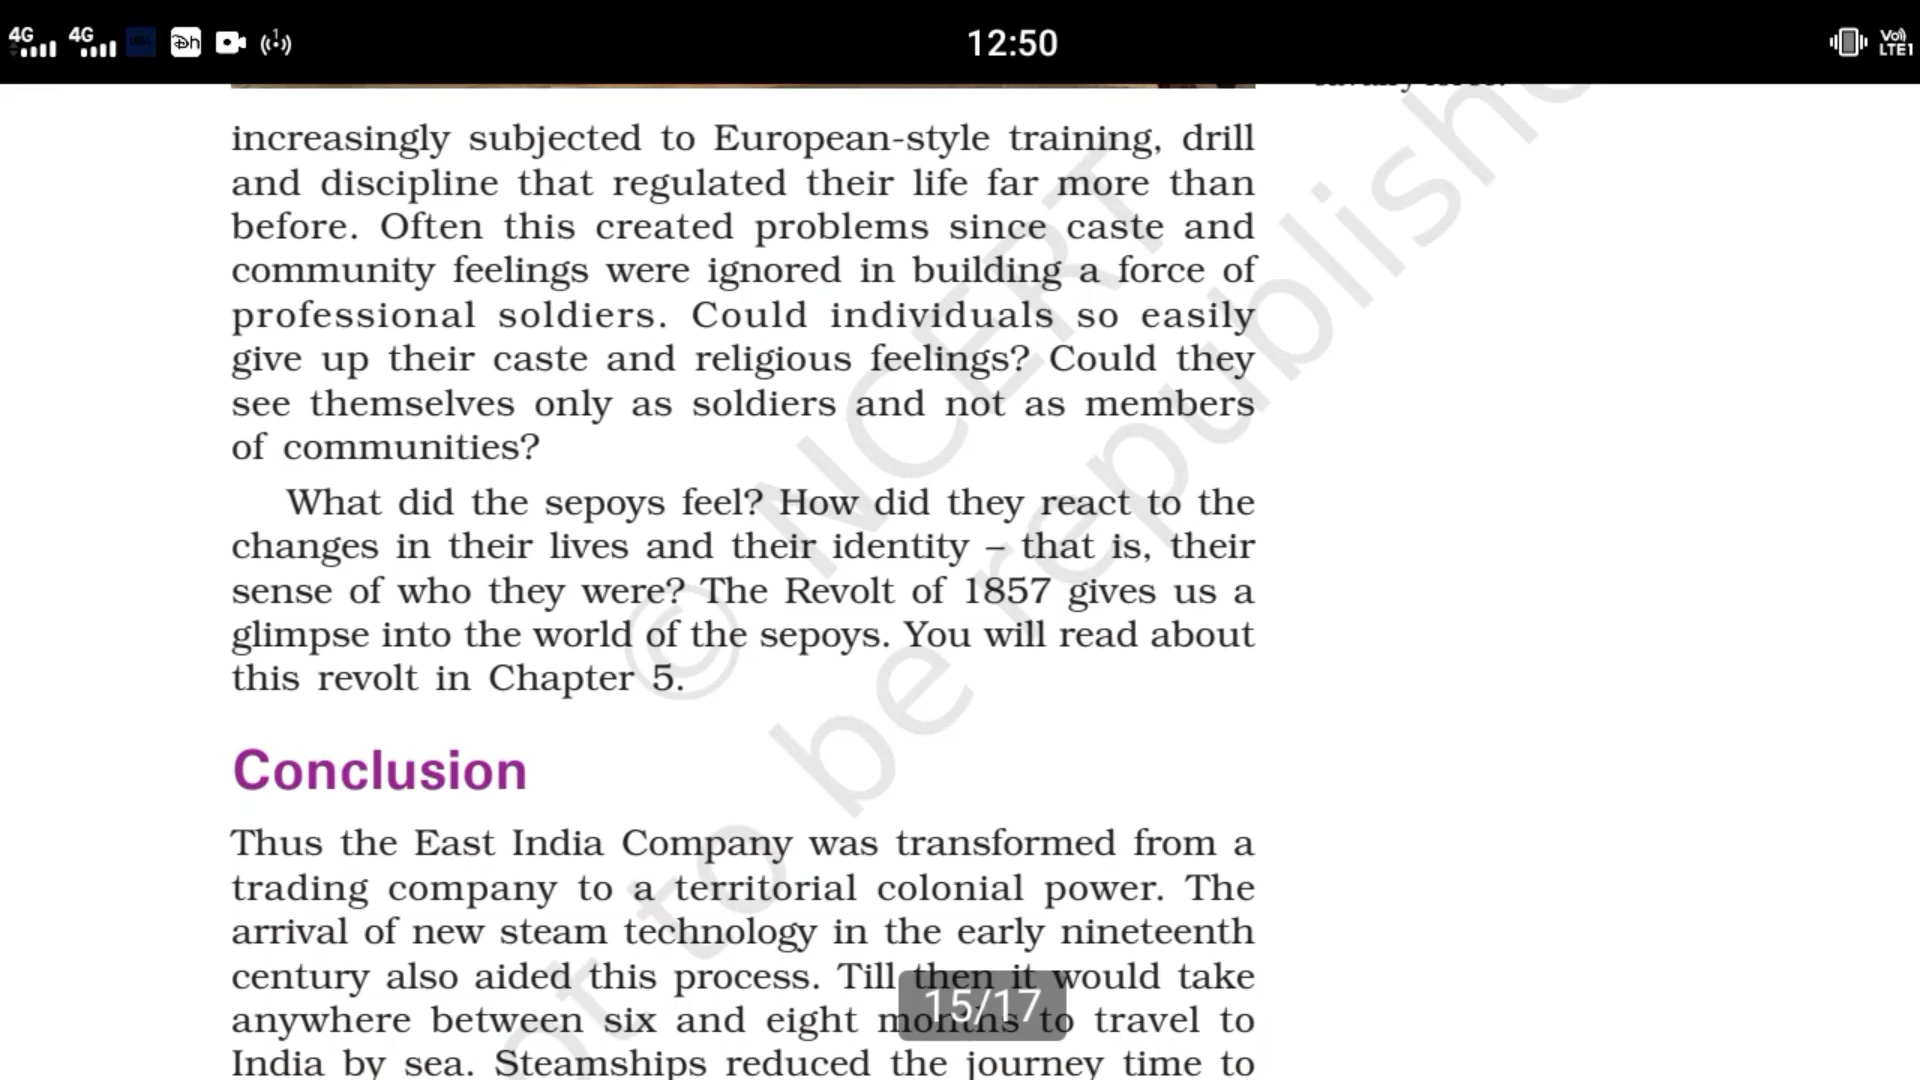 4G 4G 12:50 Vo)) LTE1
increasingly subjected to European-style training, drill
and discipline that regulated their life far more than
before. Often this created problems since caste and
community feelings were ignored in building a force of
professional soldiers. Could individuals so easily
give up their caste and religious feelings? Could they
see themselves only as soldiers and not as members
of communities?
What did the sepoys feel? How did they react to the
changes in their lives and their identity – that is, their
sense of who they were? The Revolt of 1857 gives us a
glimpse into the world of the sepoys. You will read about
this revolt in Chapter 5.
Conclusion
Thus the East India Company was transformed from a
trading company to a territorial colonial power. The
arrival of new steam technology in the early nineteenth
century also aided this process. Till then it would take
anywhere between six and eight months to travel to
India by sea. Steamships reduced the journey time to
15/17
© NCERT
not to be republished